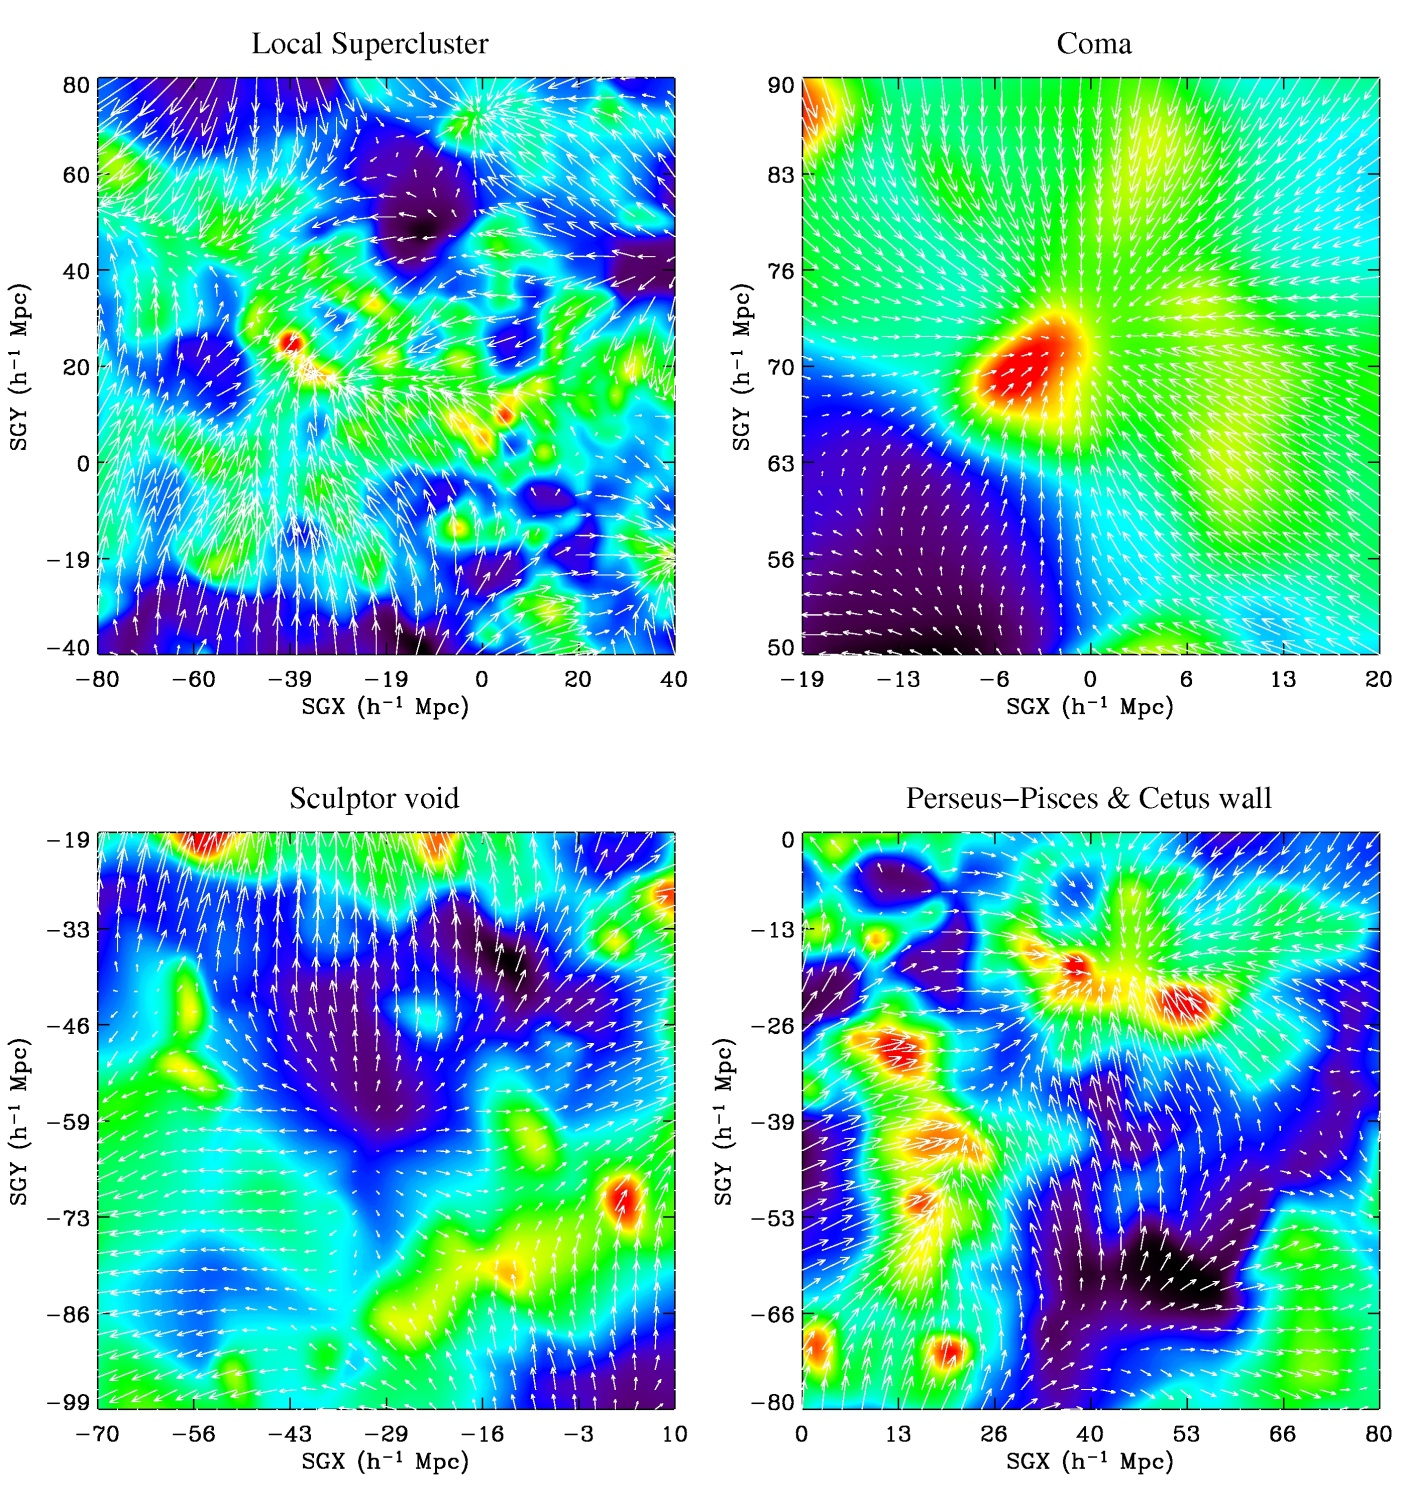 Local Supercluster
80
60
40
20
0
−19
−40
SGY (h⁻¹ Mpc)
−80 −60 −39 −19 0 20 40
SGX (h⁻¹ Mpc)
Coma
90
83
76
70
63
56
50
SGY (h⁻¹ Mpc)
−19 −13 −6 0 6 13 20
SGX (h⁻¹ Mpc)
Sculptor void
−19
−33
−46
−59
−73
−86
−99
SGY (h⁻¹ Mpc)
−70 −56 −43 −29 −16 −3 10
SGX (h⁻¹ Mpc)
Perseus−Pisces & Cetus wall
0
−13
−26
−39
−53
−66
−80
SGY (h⁻¹ Mpc)
0 13 26 40 53 66 80
SGX (h⁻¹ Mpc)